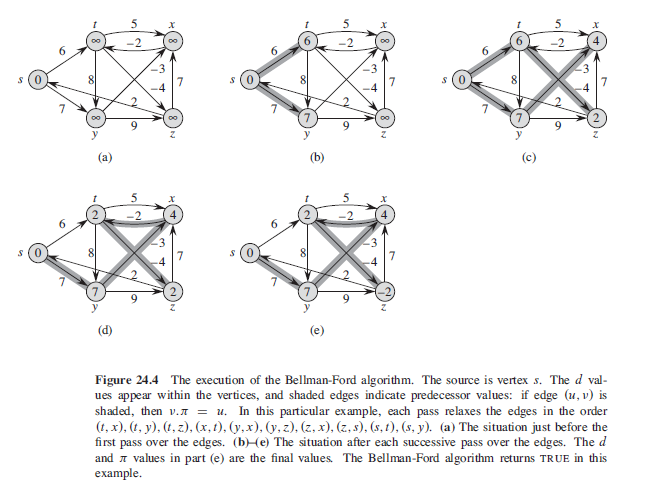 t 5 x
6 ∞ −2 ∞
s 0 8 −3 −4 7
7 2
∞ 9 ∞
y z
(a)
t 5 x
6 6 −2 ∞
s 0 8 −3 −4 7
7 2
7 9 ∞
y z
(b)
t 5 x
6 6 −2 4
s 0 8 −3 −4 7
7 2
7 9 2
y z
(c)
t 5 x
6 2 −2 4
s 0 8 −3 −4 7
7 2
7 9 2
y z
(d)
t 5 x
6 2 −2 4
s 0 8 −3 −4 7
7 2
7 9 −2
y z
(e)
Figure 24.4 The execution of the Bellman-Ford algorithm. The source is vertex s. The d val-
ues appear within the vertices, and shaded edges indicate predecessor values: if edge (u, v) is
shaded, then v.π = u. In this particular example, each pass relaxes the edges in the order
(t, x), (t, y), (t, z), (x, t), (y, x), (y, z), (z, x), (z, s), (s, t), (s, y). (a) The situation just before the
first pass over the edges. (b)–(e) The situation after each successive pass over the edges. The d
and π values in part (e) are the final values. The Bellman-Ford algorithm returns TRUE in this
example.